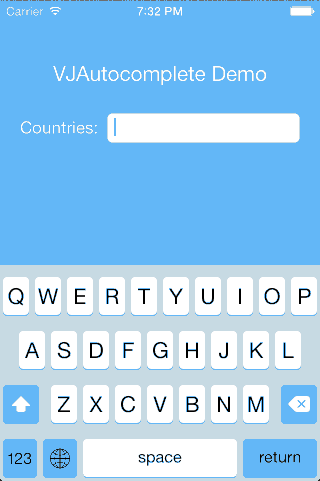 Carrier 7:32 PM
VJAutocomplete Demo
Countries:
Q W E R T Y U I O P
A S D F G H J K L
Z X C V B N M
123 space return